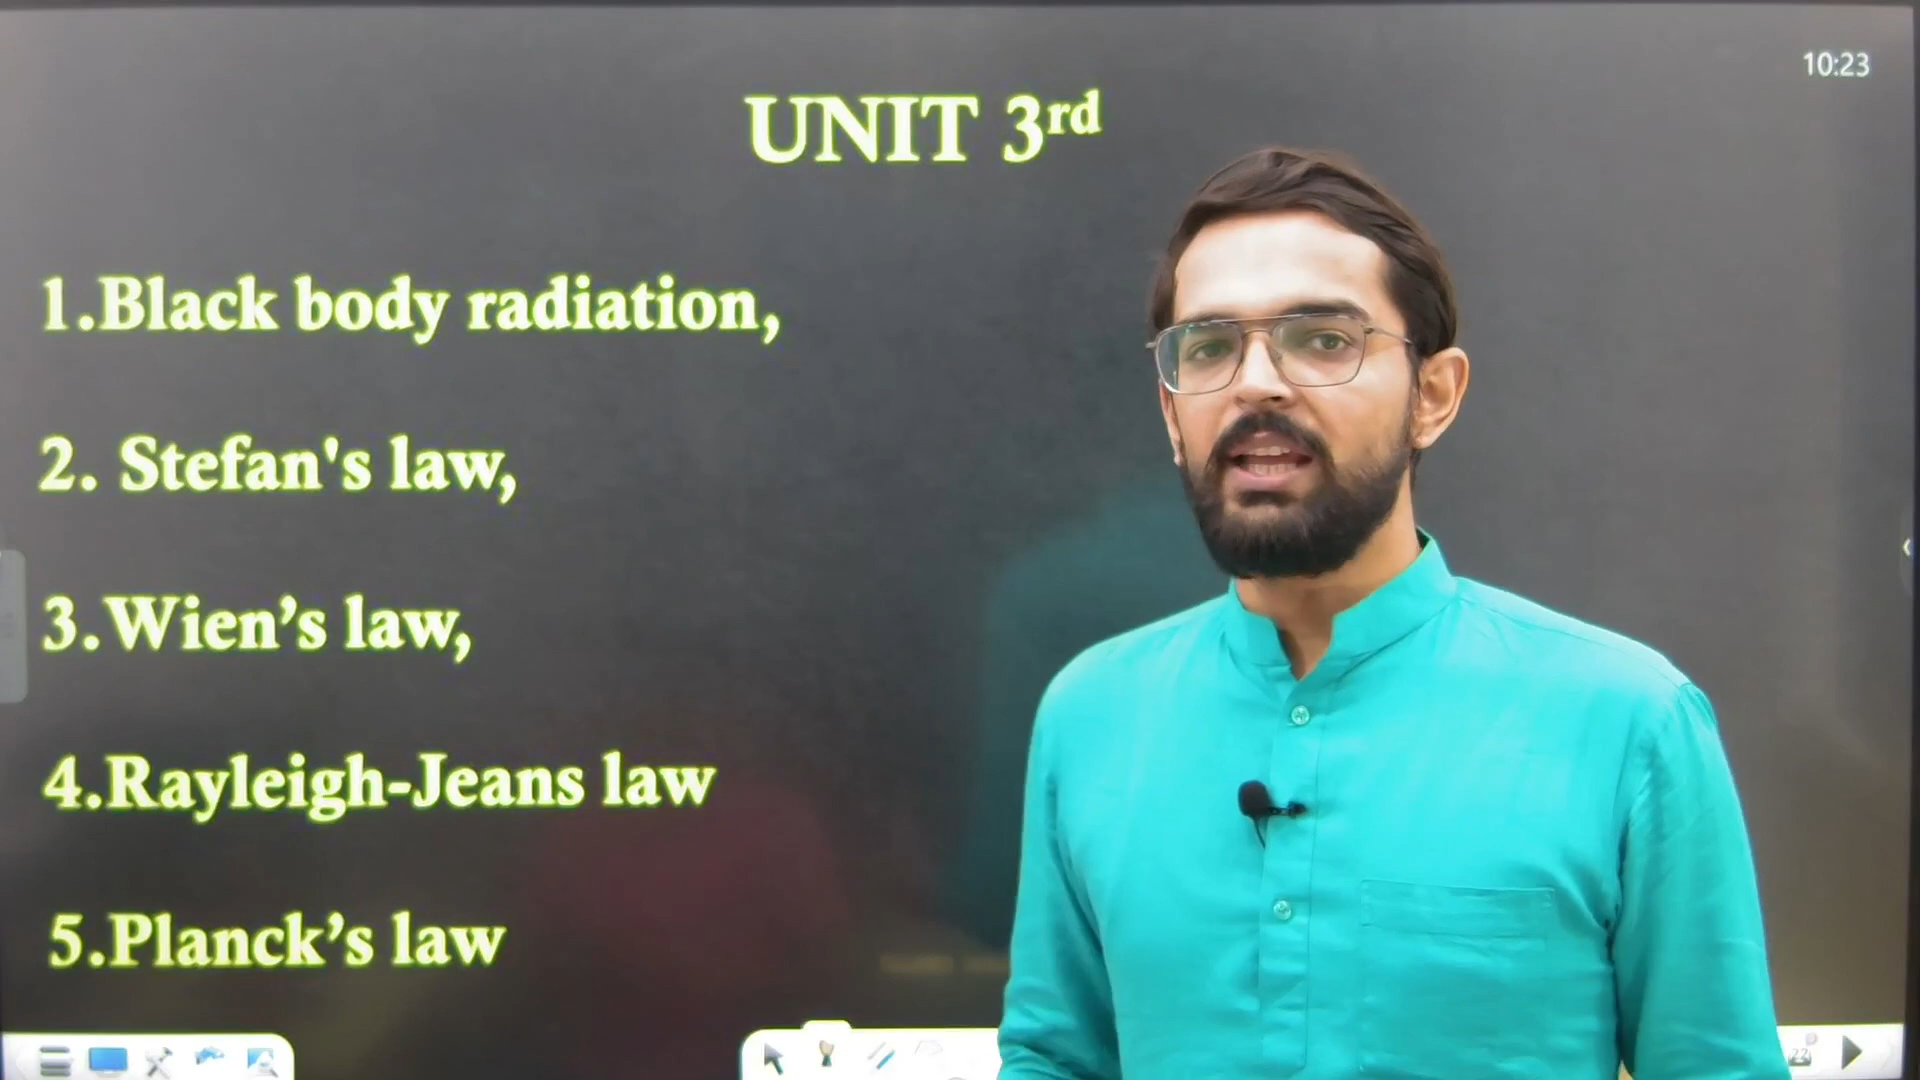 10:23
UNIT 3rd
1.Black body radiation,
2. Stefan's law,
3.Wien’s law,
4.Rayleigh-Jeans law
5.Planck’s law
22